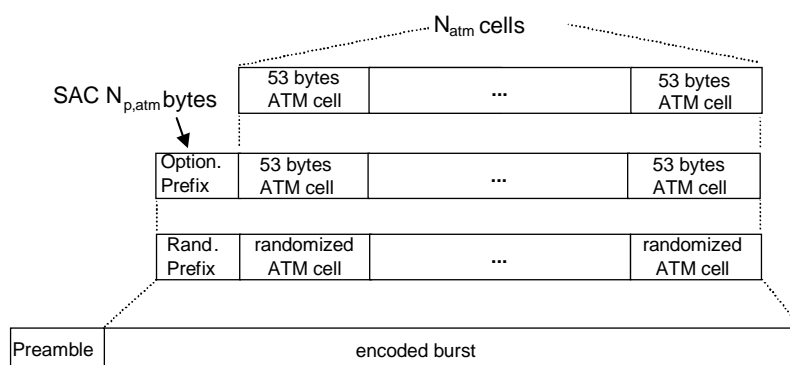 N_atm cells
53 bytes ATM cell ... 53 bytes ATM cell
SAC N_p,atm bytes
Option. Prefix 53 bytes ATM cell ... 53 bytes ATM cell
Rand. Prefix randomized ATM cell ... randomized ATM cell
Preamble encoded burst